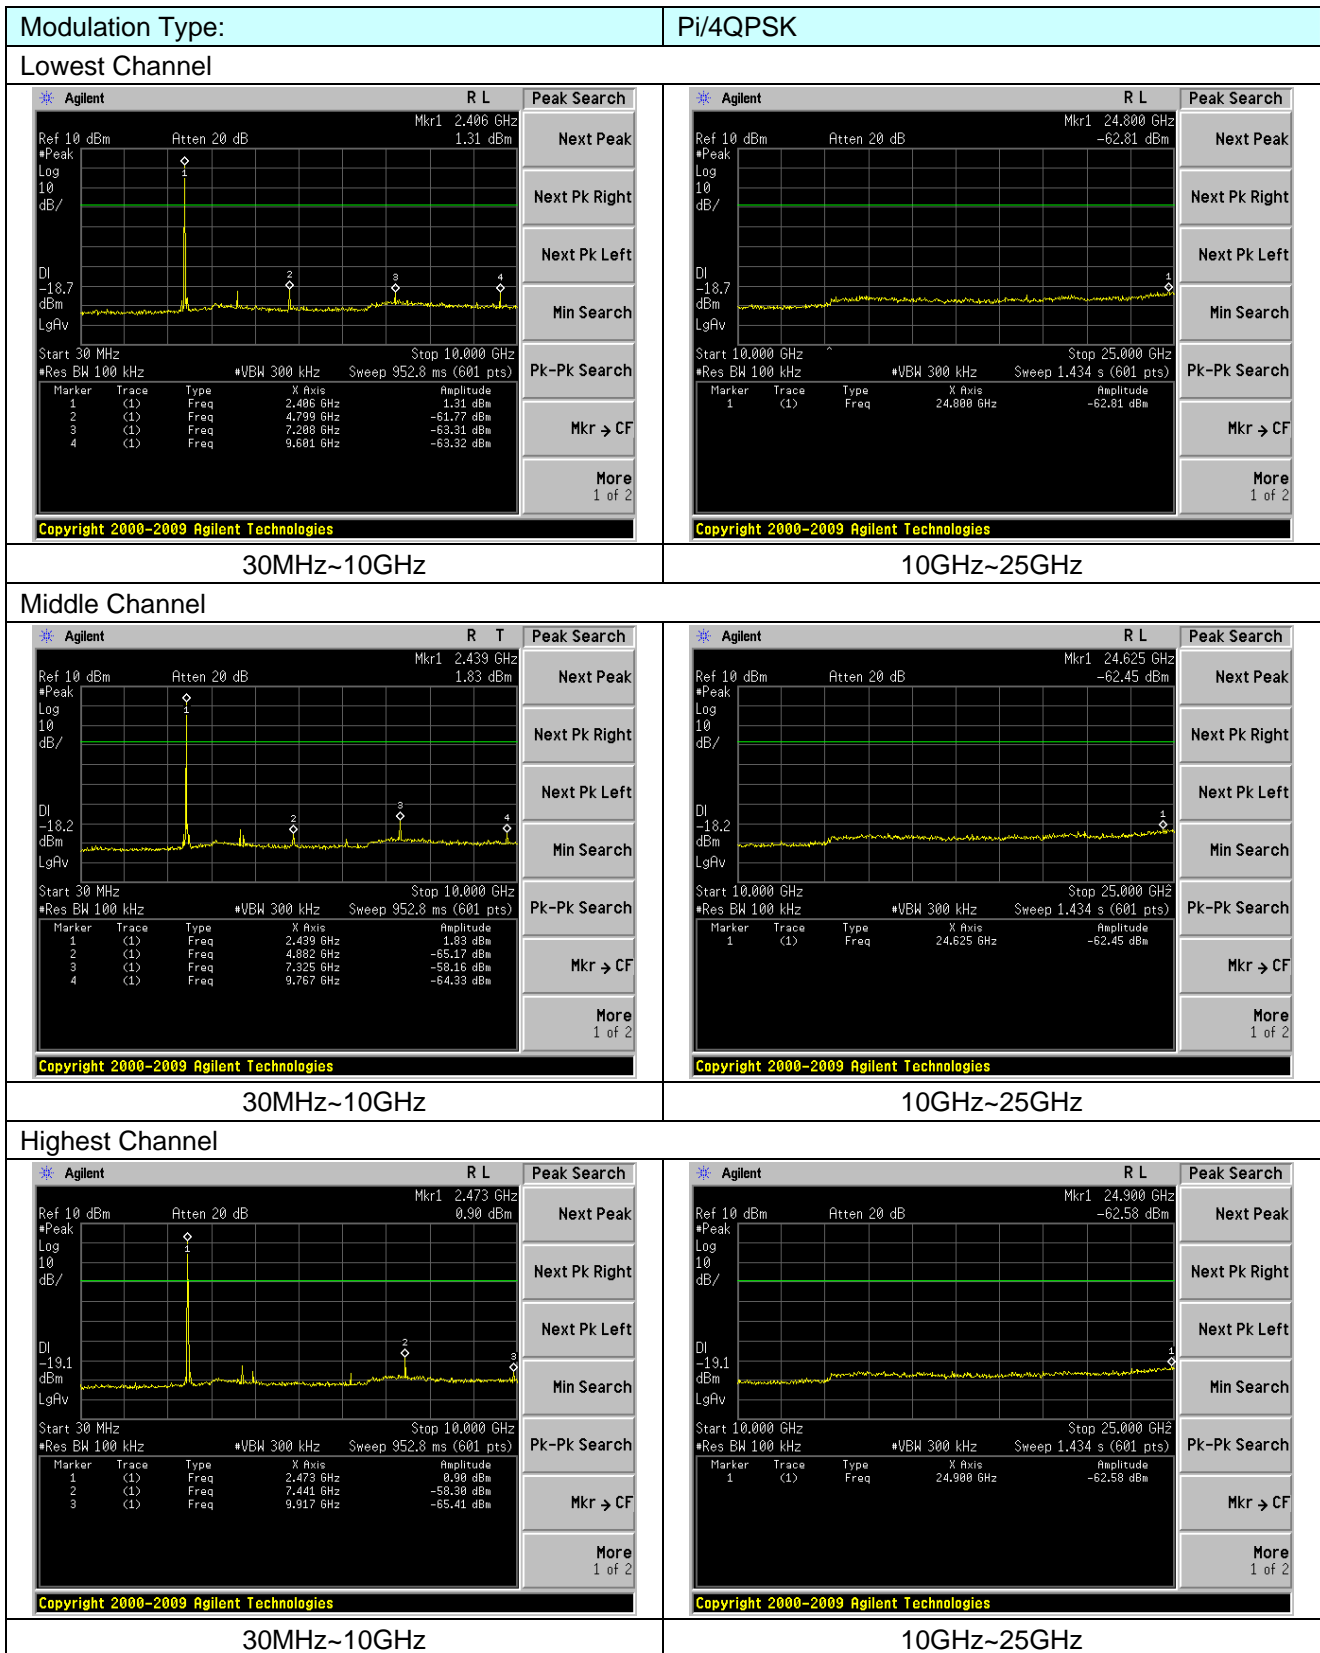 Modulation Type: Pi/4QPSK
Lowest Channel
Agilent R L Peak Search
Mkr1 2.406 GHz
Ref 10 dBm Atten 20 dB 1.31 dBm
#Peak
Log
10
dB/
1
2
3
4
DI
-18.7
dBm
LgAv
Start 30 MHz Stop 10.000 GHz
#Res BW 100 kHz #VBW 300 kHz Sweep 952.8 ms (601 pts)
Marker Trace Type X Axis Amplitude
1 (1) Freq 2.406 GHz 1.31 dBm
2 (1) Freq 4.799 GHz -61.77 dBm
3 (1) Freq 7.208 GHz -63.31 dBm
4 (1) Freq 9.601 GHz -63.32 dBm
Next Peak
Next Pk Right
Next Pk Left
Min Search
Pk-Pk Search
Mkr → CF
More
1 of 2
Copyright 2000-2009 Agilent Technologies
Agilent R L Peak Search
Mkr1 24.800 GHz
Ref 10 dBm Atten 20 dB -62.81 dBm
#Peak
Log
10
dB/
1
DI
-18.7
dBm
LgAv
Start 10.000 GHz Stop 25.000 GHz
#Res BW 100 kHz #VBW 300 kHz Sweep 1.434 s (601 pts)
Marker Trace Type X Axis Amplitude
1 (1) Freq 24.800 GHz -62.81 dBm
Next Peak
Next Pk Right
Next Pk Left
Min Search
Pk-Pk Search
Mkr → CF
More
1 of 2
Copyright 2000-2009 Agilent Technologies
30MHz~10GHz 10GHz~25GHz
Middle Channel
Agilent R T Peak Search
Mkr1 2.439 GHz
Ref 10 dBm Atten 20 dB 1.83 dBm
#Peak
Log
10
dB/
1
2
3
4
DI
-18.2
dBm
LgAv
Start 30 MHz Stop 10.000 GHz
#Res BW 100 kHz #VBW 300 kHz Sweep 952.8 ms (601 pts)
Marker Trace Type X Axis Amplitude
1 (1) Freq 2.439 GHz 1.83 dBm
2 (1) Freq 4.882 GHz -65.17 dBm
3 (1) Freq 7.325 GHz -58.16 dBm
4 (1) Freq 9.767 GHz -64.33 dBm
Next Peak
Next Pk Right
Next Pk Left
Min Search
Pk-Pk Search
Mkr → CF
More
1 of 2
Copyright 2000-2009 Agilent Technologies
Agilent R L Peak Search
Mkr1 24.625 GHz
Ref 10 dBm Atten 20 dB -62.45 dBm
#Peak
Log
10
dB/
1
DI
-18.2
dBm
LgAv
Start 10.000 GHz Stop 25.000 GHz
#Res BW 100 kHz #VBW 300 kHz Sweep 1.434 s (601 pts)
Marker Trace Type X Axis Amplitude
1 (1) Freq 24.625 GHz -62.45 dBm
Next Peak
Next Pk Right
Next Pk Left
Min Search
Pk-Pk Search
Mkr → CF
More
1 of 2
Copyright 2000-2009 Agilent Technologies
30MHz~10GHz 10GHz~25GHz
Highest Channel
Agilent R L Peak Search
Mkr1 2.473 GHz
Ref 10 dBm Atten 20 dB 0.90 dBm
#Peak
Log
10
dB/
1
2
3
DI
-19.1
dBm
LgAv
Start 30 MHz Stop 10.000 GHz
#Res BW 100 kHz #VBW 300 kHz Sweep 952.8 ms (601 pts)
Marker Trace Type X Axis Amplitude
1 (1) Freq 2.473 GHz 0.90 dBm
2 (1) Freq 7.441 GHz -58.30 dBm
3 (1) Freq 9.917 GHz -65.41 dBm
Next Peak
Next Pk Right
Next Pk Left
Min Search
Pk-Pk Search
Mkr → CF
More
1 of 2
Copyright 2000-2009 Agilent Technologies
Agilent R L Peak Search
Mkr1 24.900 GHz
Ref 10 dBm Atten 20 dB -62.58 dBm
#Peak
Log
10
dB/
1
DI
-19.1
dBm
LgAv
Start 10.000 GHz Stop 25.000 GHz
#Res BW 100 kHz #VBW 300 kHz Sweep 1.434 s (601 pts)
Marker Trace Type X Axis Amplitude
1 (1) Freq 24.900 GHz -62.58 dBm
Next Peak
Next Pk Right
Next Pk Left
Min Search
Pk-Pk Search
Mkr → CF
More
1 of 2
Copyright 2000-2009 Agilent Technologies
30MHz~10GHz 10GHz~25GHz